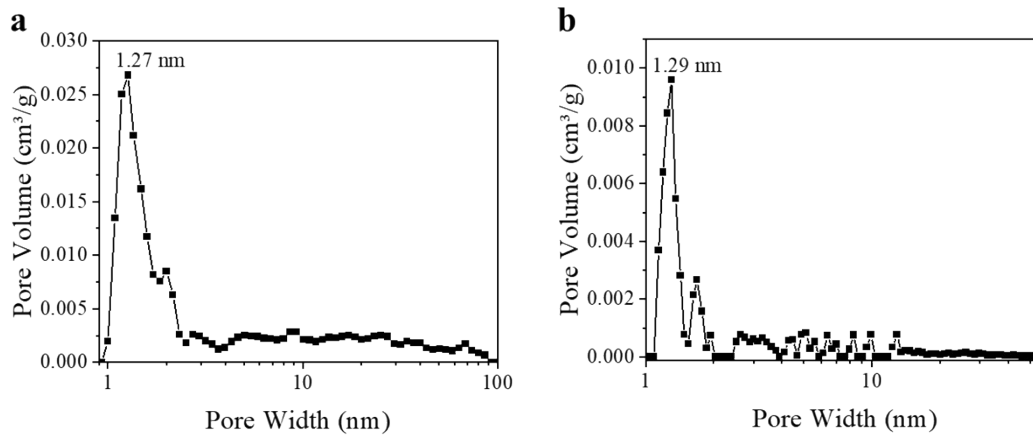 a
1.27 nm
0.030
0.025
0.020
0.015
0.010
0.005
0.000
Pore Volume (cm³/g)
1
10
100
Pore Width (nm)
b
1.29 nm
0.010
0.008
0.006
0.004
0.002
0.000
Pore Volume (cm³/g)
1
10
Pore Width (nm)